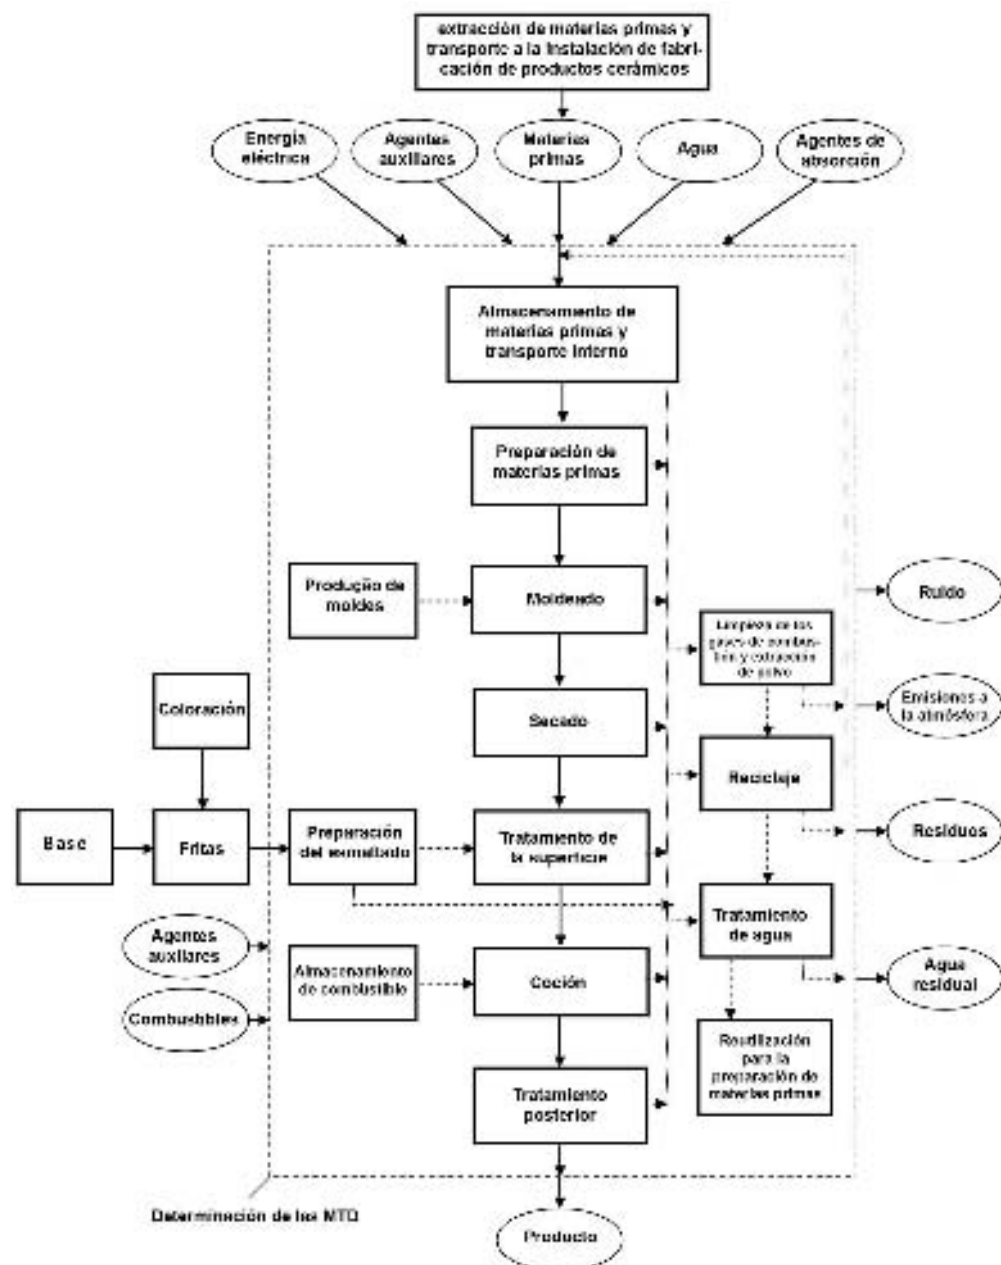 extracción de materias primas y
transporte a la instalación de fabri-
cación de productos cerámicos
Energía
eléctrica
Agentes
auxiliares
Materias
primas
Agua
Agentes de
absorción
Almacenamiento de
materias primas y
transporte interno
Preparación de
materias primas
Produção de
moldes
Moldeado
Ruido
Limpieza de los
gases de combus-
tión y extracción
de polvo
Coloración
Secado
Emisiones a
la atmósfera
Reciclaje
Base
Fritas
Preparación
del esmaltado
Tratamiento de
la superficie
Residuos
Agentes
auxilares
Tratamiento
de agua
Almacenamiento
de combustible
Coción
Agua
residual
Combustibles
Reutilización
para la
preparación de
materias primas
Tratamiento
posterior
Determinación de las MTD
Producto